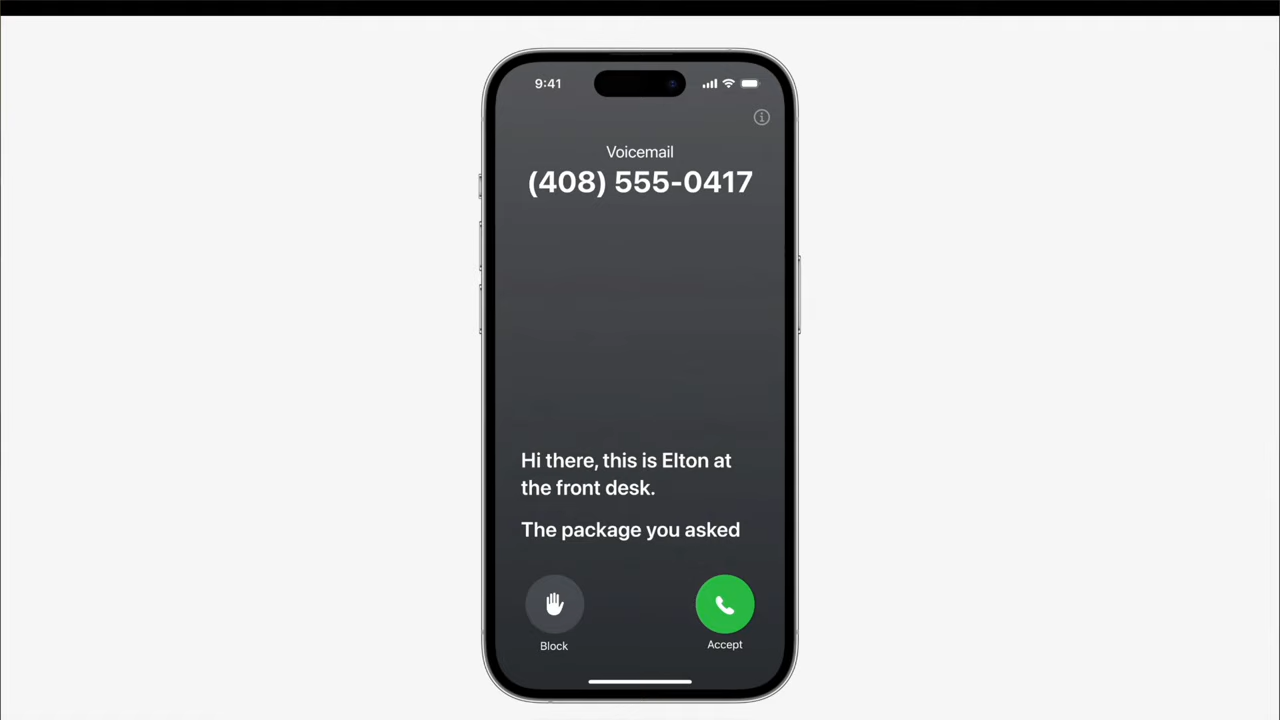 9:41
Voicemail
(408) 555-0417
Hi there, this is Elton at
the front desk.
The package you asked
Block
Accept